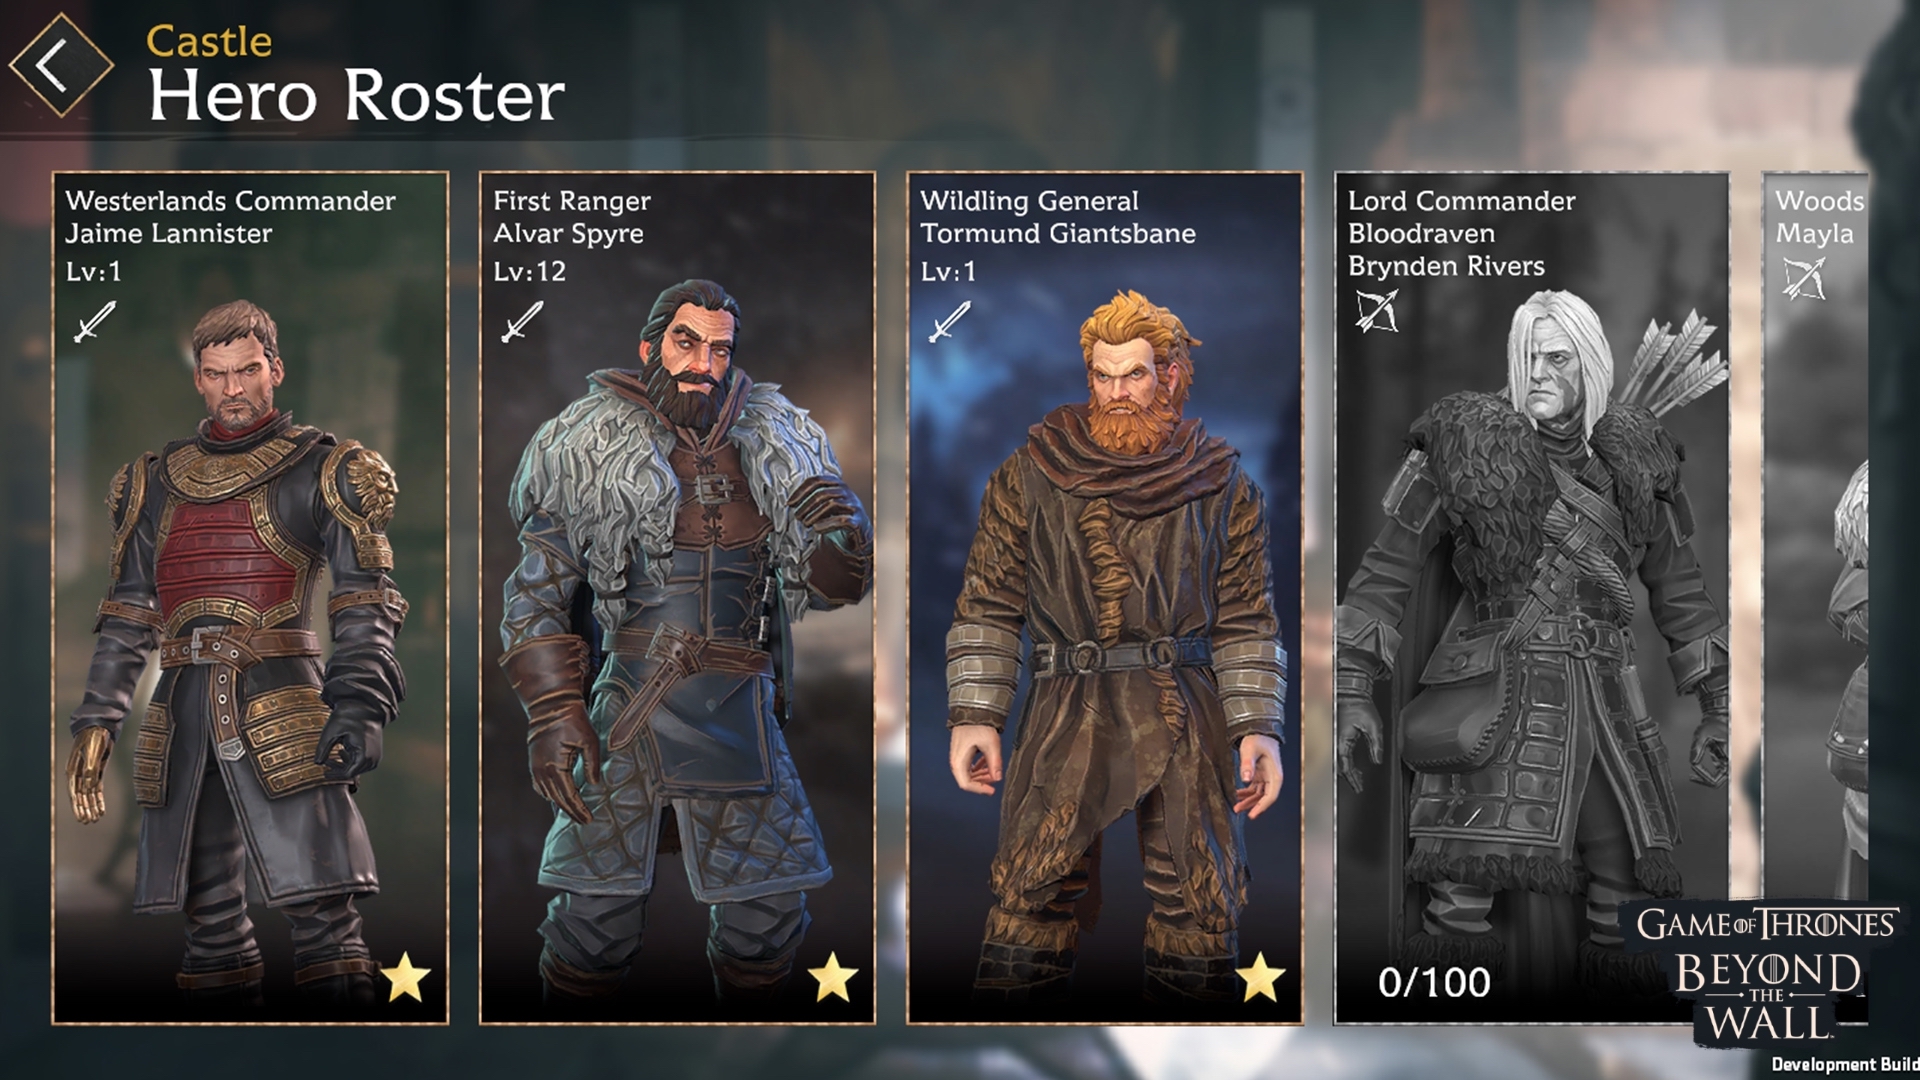 Castle
Hero Roster
Westerlands Commander
Jaime Lannister
Lv:1
First Ranger
Alvar Spyre
Lv:12
Wildling General
Tormund Giantsbane
Lv:1
Lord Commander
Bloodraven
Brynden Rivers
0/100
Woods
Mayla
GAME OF THRONES
BEYOND
THE
WALL
Development Build